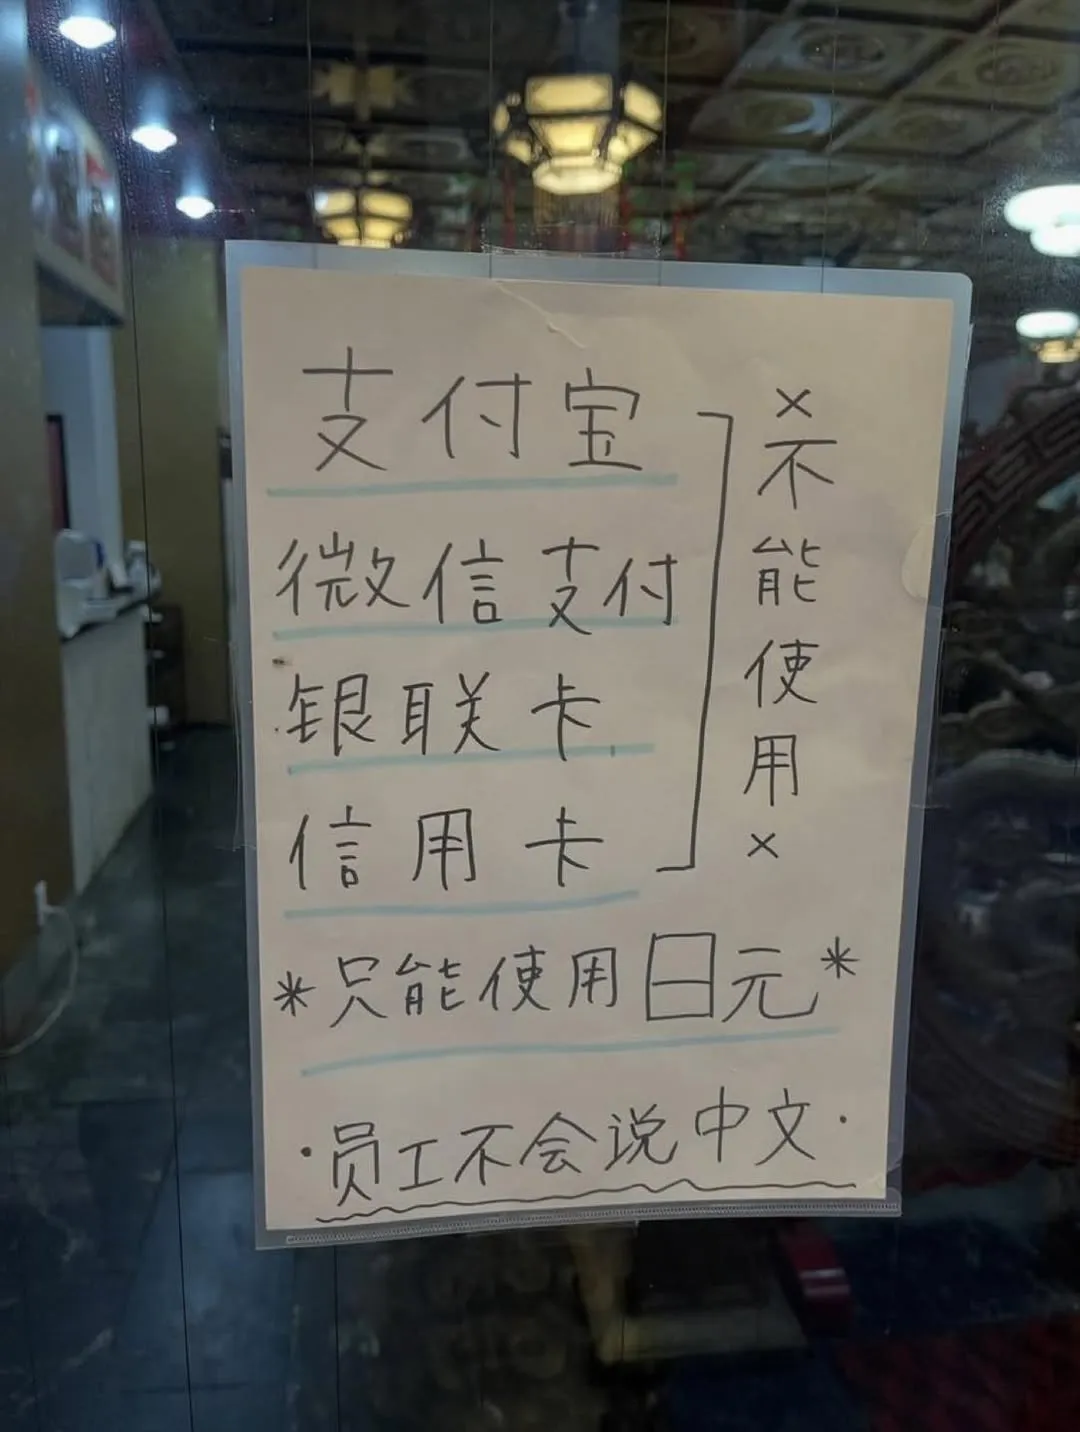 支付宝
微信支付
银联卡
信用卡
×不能使用×
*只能使用日元*
·员工不会说中文·